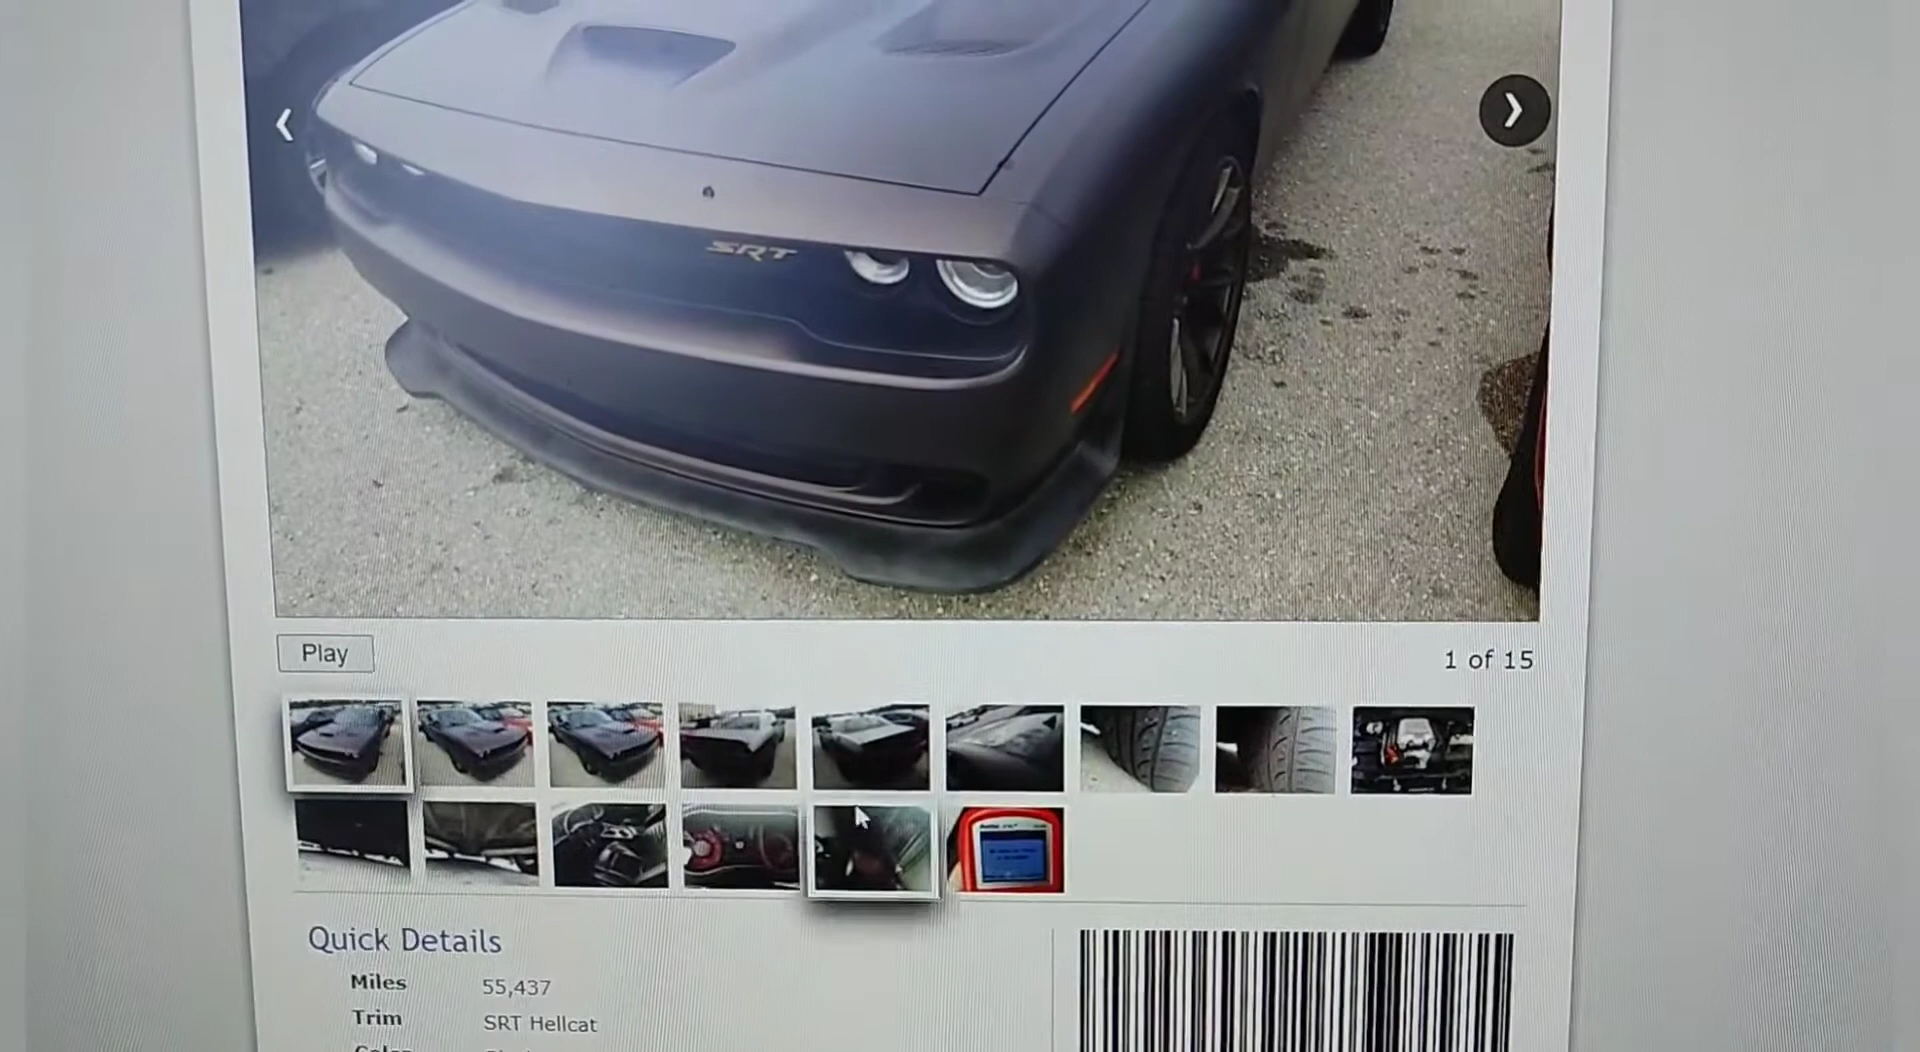 SRT
Play
1 of 15
Quick Details
Miles 55,437
Trim SRT Hellcat